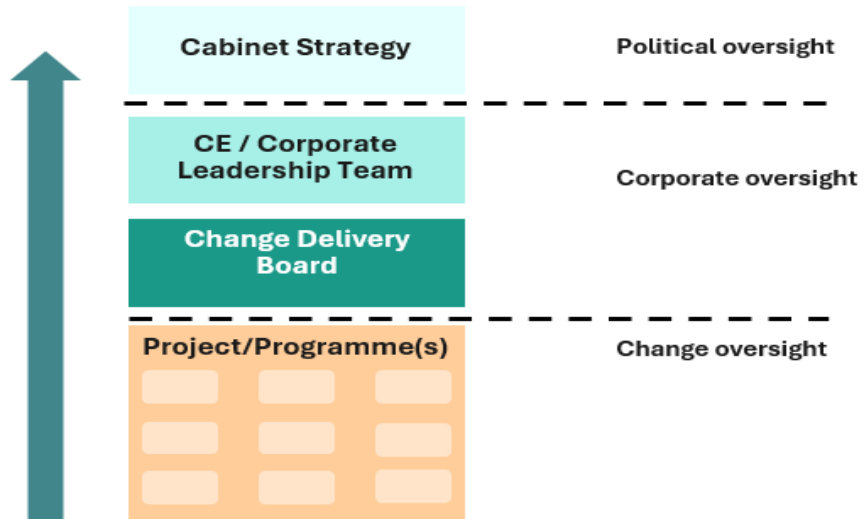 Cabinet Strategy
Political oversight
CE / Corporate
Leadership Team
Corporate oversight
Change Delivery
Board
Project/Programme(s)
Change oversight